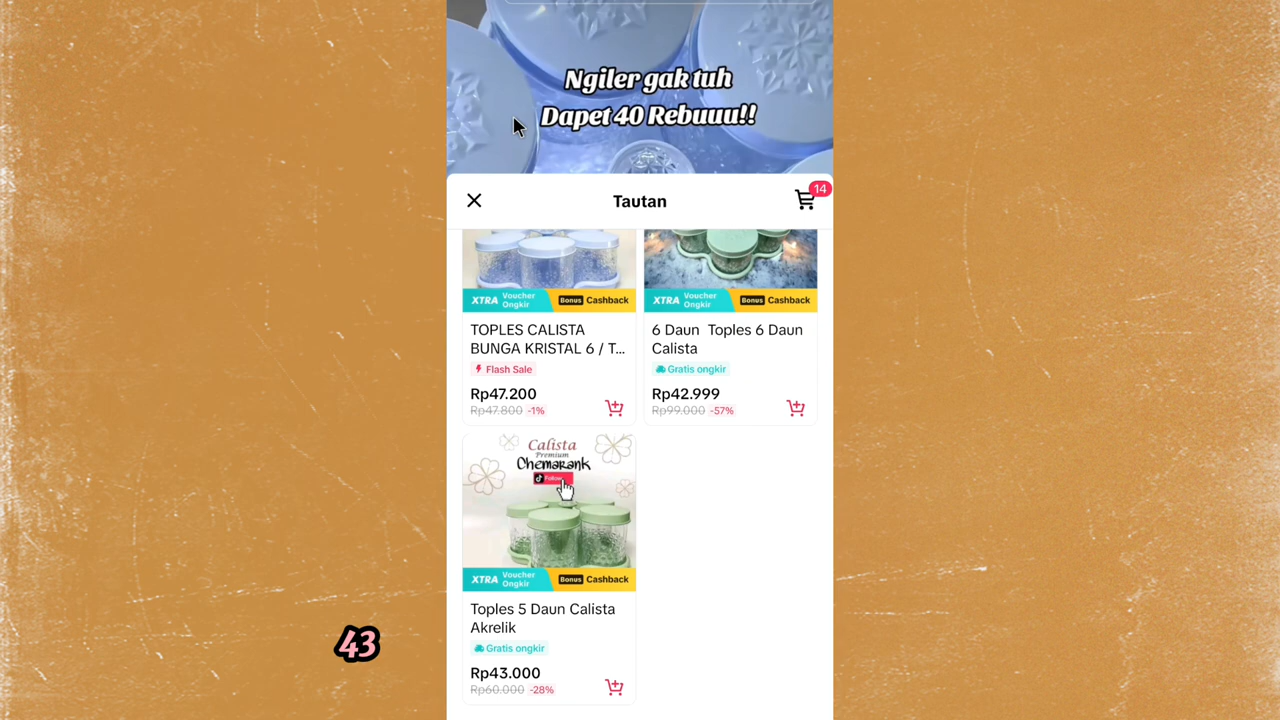 Ngiler gak tuh
Dapet 40 Rebuuu!!
Tautan
14
XTRA Voucher Ongkir Bonus Cashback
XTRA Voucher Ongkir Bonus Cashback
TOPLES CALISTA
BUNGA KRISTAL 6 / T...
Flash Sale
Rp47.200
Rp47.800 -1%
6 Daun Toples 6 Daun
Calista
Gratis ongkir
Rp42.999
Rp99.000 -57%
Calista
Premium
Chemarank
Follow
XTRA Voucher Ongkir Bonus Cashback
Toples 5 Daun Calista
Akrelik
Gratis ongkir
Rp43.000
Rp60.000 -28%
43